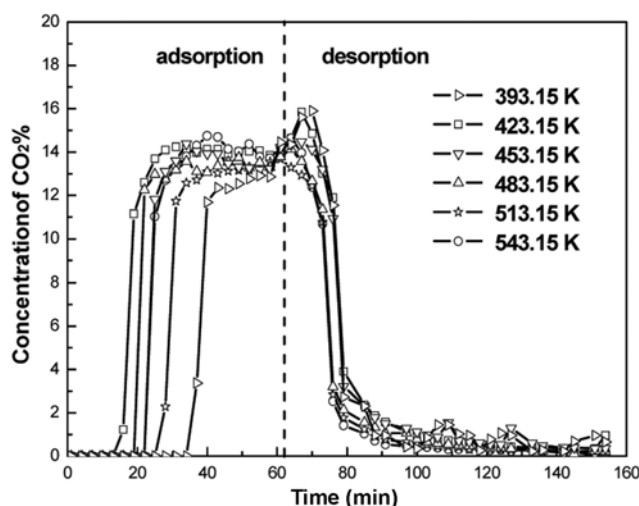 20
18
16
14
12
10
8
6
4
2
0
Concentrationof CO2%
adsorption
desorption
393.15 K
423.15 K
453.15 K
483.15 K
513.15 K
543.15 K
0 20 40 60 80 100 120 140 160
Time (min)